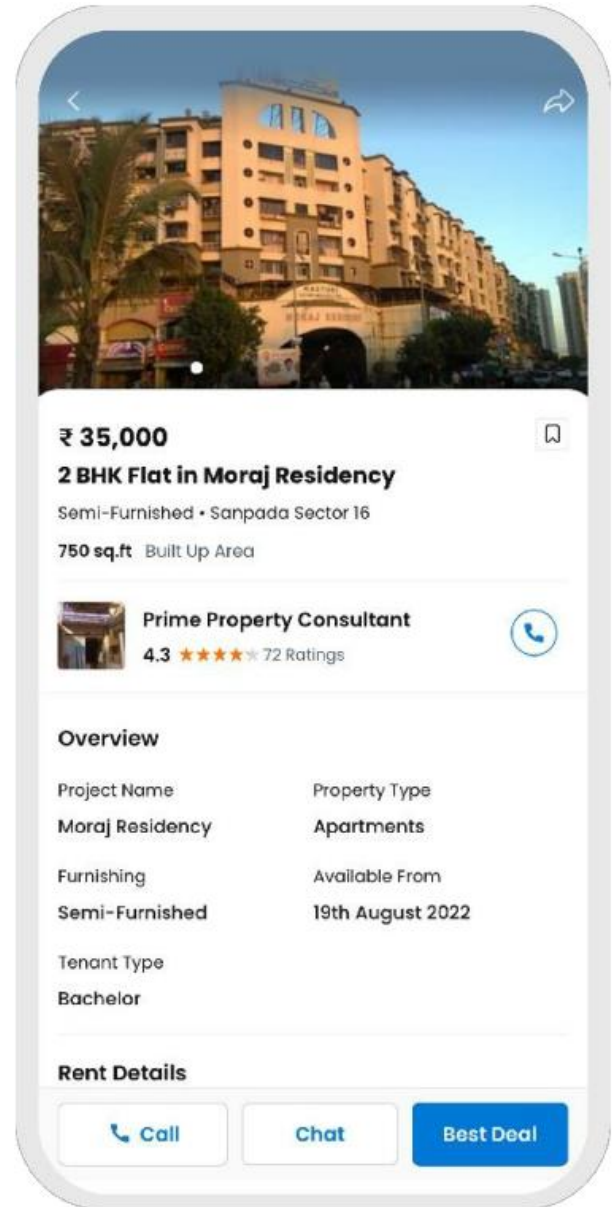 MORAJ RESIDENCY
₹ 35,000
2 BHK Flat in Moraj Residency
Semi-Furnished • Sanpada Sector 16
750 sq.ft Built Up Area
Prime Property Consultant
4.3 ★★★★★ 72 Ratings
Overview
Project Name Property Type
Moraj Residency Apartments
Furnishing Available From
Semi-Furnished 19th August 2022
Tenant Type
Bachelor
Rent Details
Call Chat Best Deal